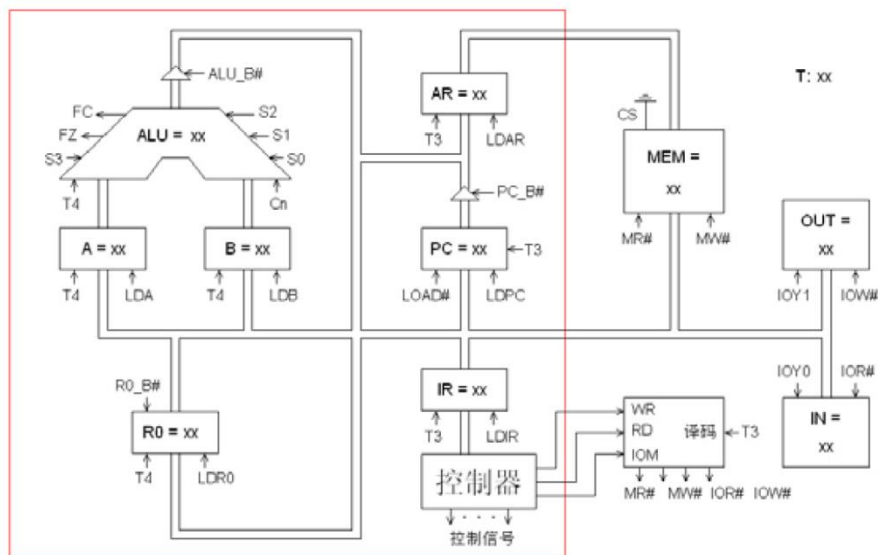 ALU_B#
FC
S2
FZ
ALU = xx
S1
S3
S0
T4
Cn
A = xx
B = xx
T4
LDA
T4
LDB
R0_B#
R0 = xx
T4
LDR0
AR = xx
T3
LDAR
PC_B#
PC = xx
T3
LOAD#
LDPC
IR = xx
T3
LDIR
控制器
控制信号
WR
RD
译码
IOM
T3
MR#
MW#
IOR#
IOW#
CS
MEM =
xx
MR#
MW#
T: xx
OUT =
xx
IOY1
IOW#
IOY0
IOR#
IN =
xx